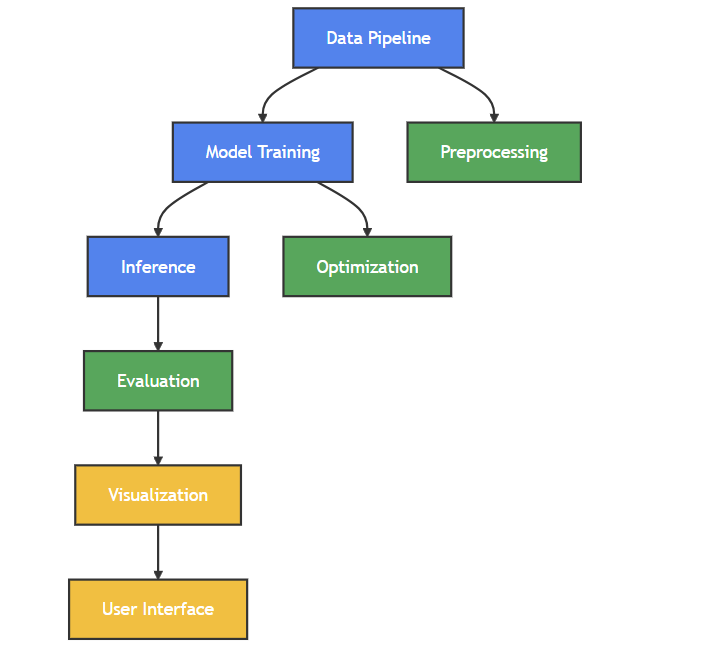 Data Pipeline
Model Training
Preprocessing
Inference
Optimization
Evaluation
Visualization
User Interface